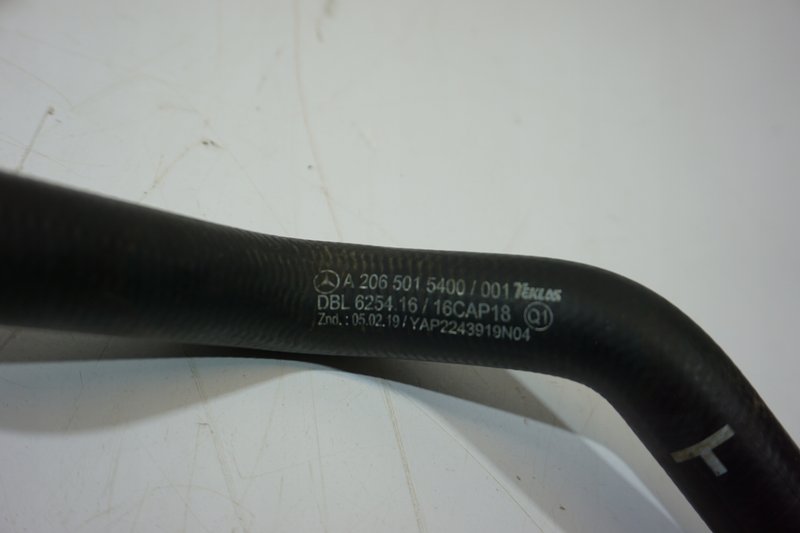 A 206 501 5400 / 001 TEKLAS
DBL 6254.16 / 16CAP18 Q1
Znd. : 05.02.19 / YAP2243919N04
T